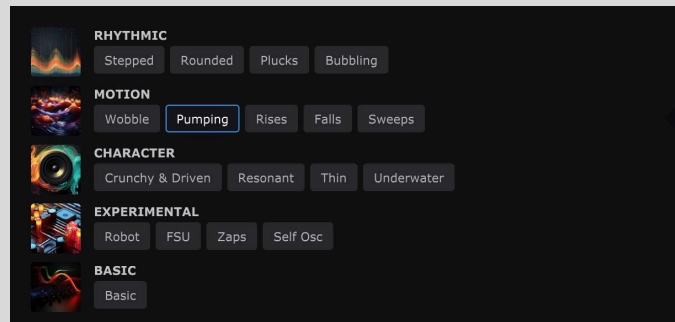 RHYTHMIC
Stepped Rounded Plucks Bubbling
MOTION
Wobble Pumping Rises Falls Sweeps
CHARACTER
Crunchy & Driven Resonant Thin Underwater
EXPERIMENTAL
Robot FSU Zaps Self Osc
BASIC
Basic